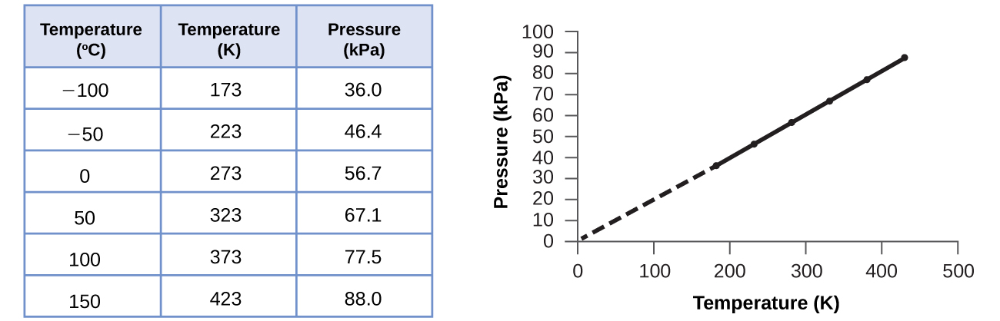 Temperature Temperature Pressure
(ºC) (K) (kPa)
−100 173 36.0
−50 223 46.4
0 273 56.7
50 323 67.1
100 373 77.5
150 423 88.0
100
90
80
70
60
50
40
30
20
10
0
Pressure (kPa)
0 100 200 300 400 500
Temperature (K)